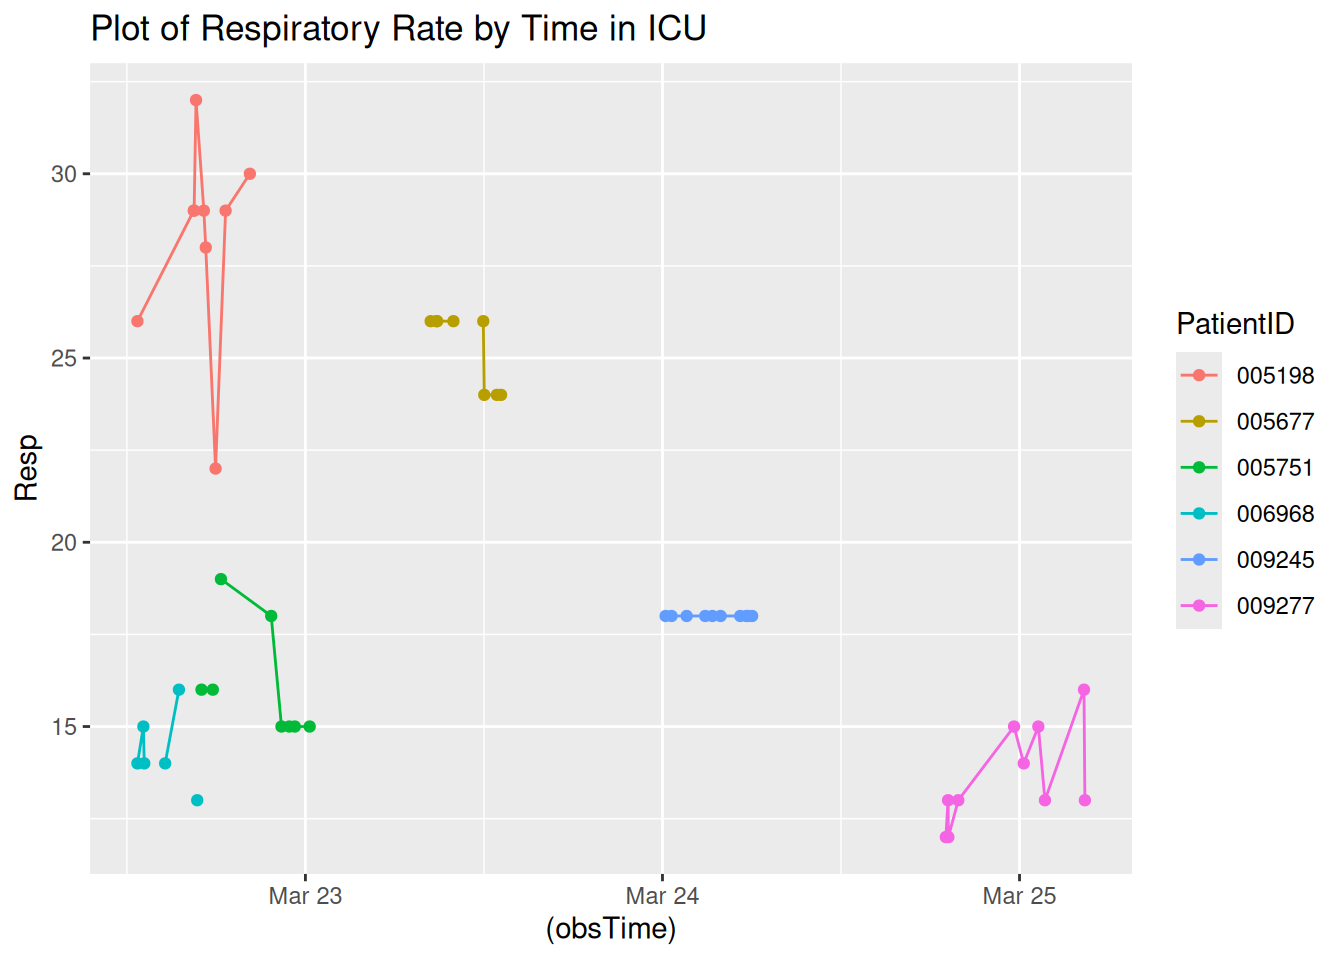 Plot of Respiratory Rate by Time in ICU
Resp
30
25
20
15
Mar 23
Mar 24
Mar 25
(obsTime)
PatientID
005198
005677
005751
006968
009245
009277